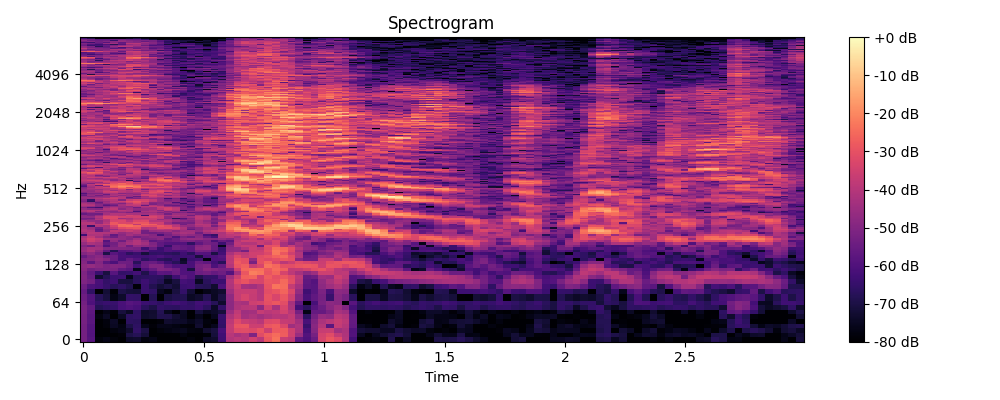 Spectrogram
Hz
4096
2048
1024
512
256
128
64
0
0
0.5
1
1.5
2
2.5
Time
+0 dB
-10 dB
-20 dB
-30 dB
-40 dB
-50 dB
-60 dB
-70 dB
-80 dB